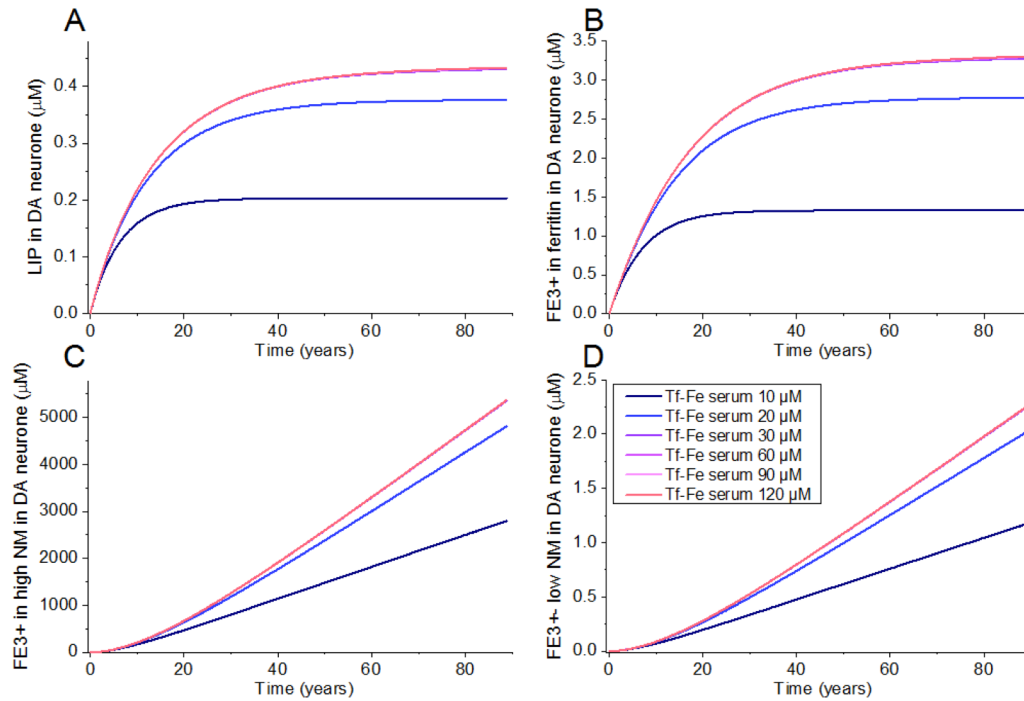 A
LIP in DA neurone (µM)
0.4
0.3
0.2
0.1
0.0
0
20
40
60
80
Time (years)
B
FE3+ in ferritin in DA neurone (µM)
3.5
3.0
2.5
2.0
1.5
1.0
0.5
0.0
0
20
40
60
80
Time (years)
C
FE3+ in high NM in DA neurone (µM)
5000
4000
3000
2000
1000
0
0
20
40
60
80
Time (years)
D
FE3+- low NM in DA neurone (µM)
2.5
2.0
1.5
1.0
0.5
0.0
Tf-Fe serum 10 µM
Tf-Fe serum 20 µM
Tf-Fe serum 30 µM
Tf-Fe serum 60 µM
Tf-Fe serum 90 µM
Tf-Fe serum 120 µM
0
20
40
60
80
Time (years)